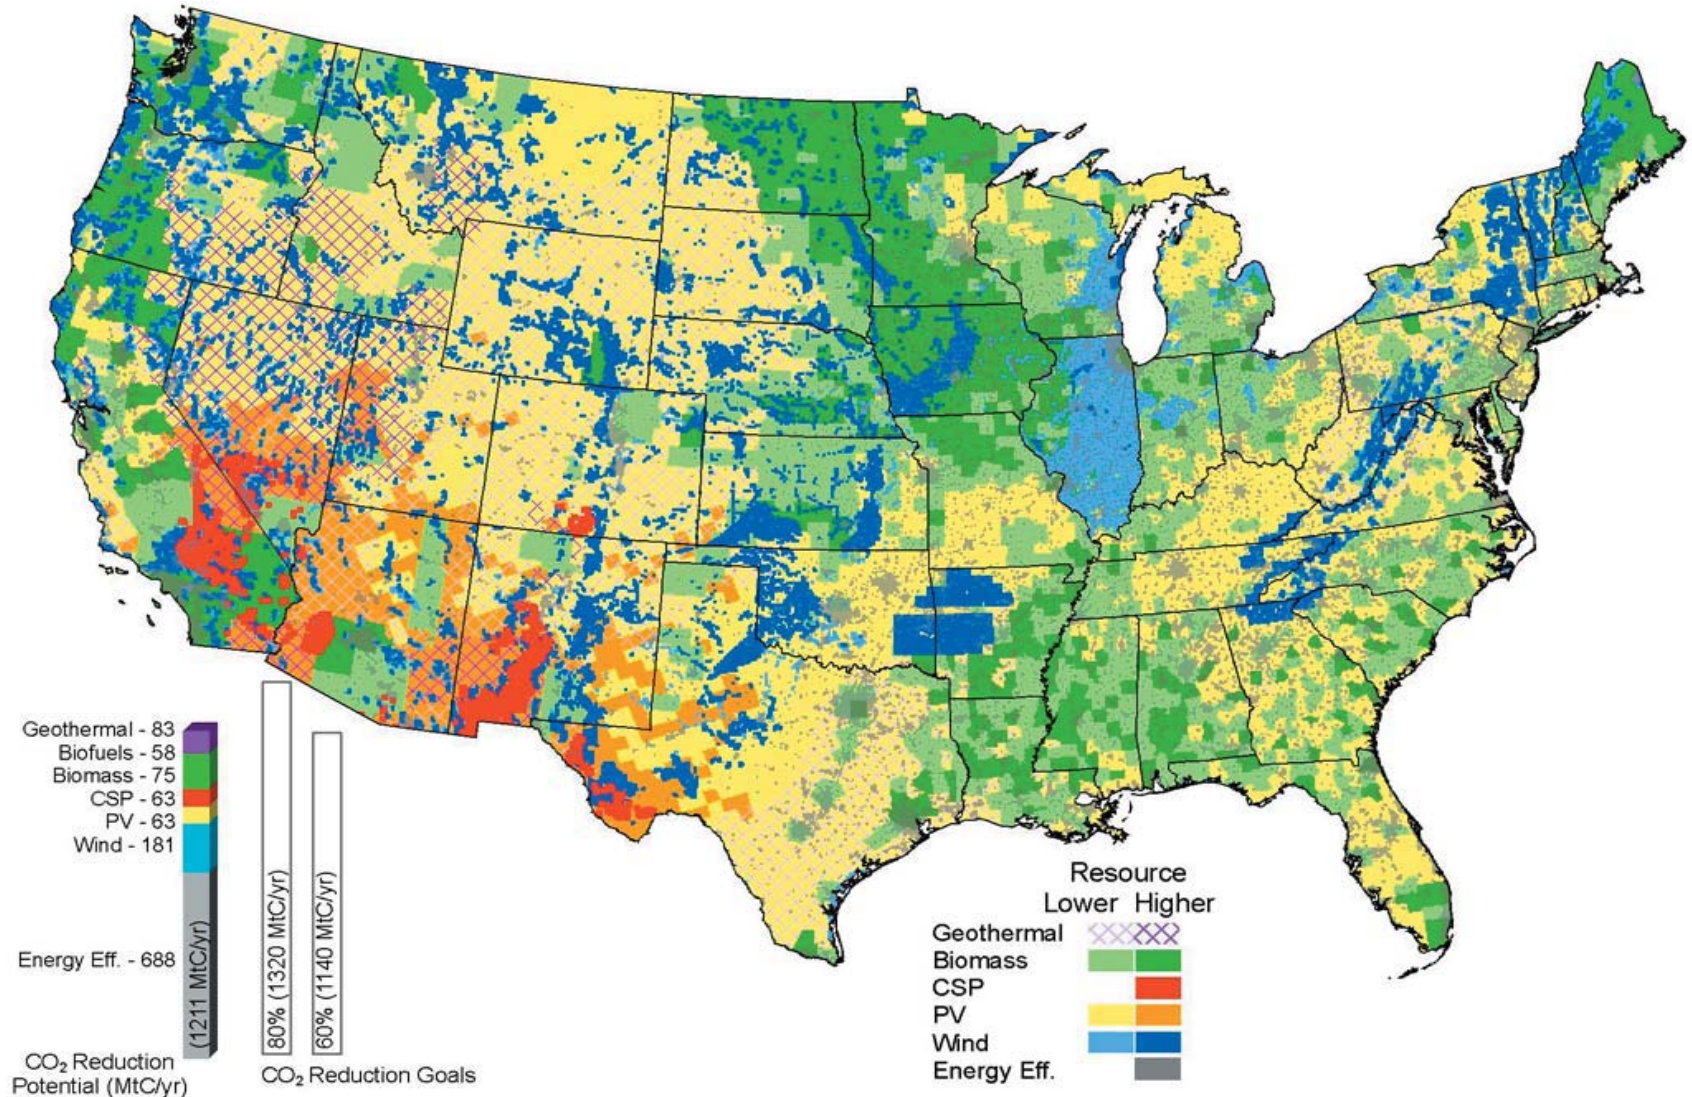 Geothermal - 83
Biofuels - 58
Biomass - 75
CSP - 63
PV - 63
Wind - 181
Energy Eff. - 688
(1211 MtC/yr)
CO₂ Reduction
Potential (MtC/yr)
80% (1320 MtC/yr)
60% (1140 MtC/yr)
CO₂ Reduction Goals
Resource
Lower Higher
Geothermal
Biomass
CSP
PV
Wind
Energy Eff.